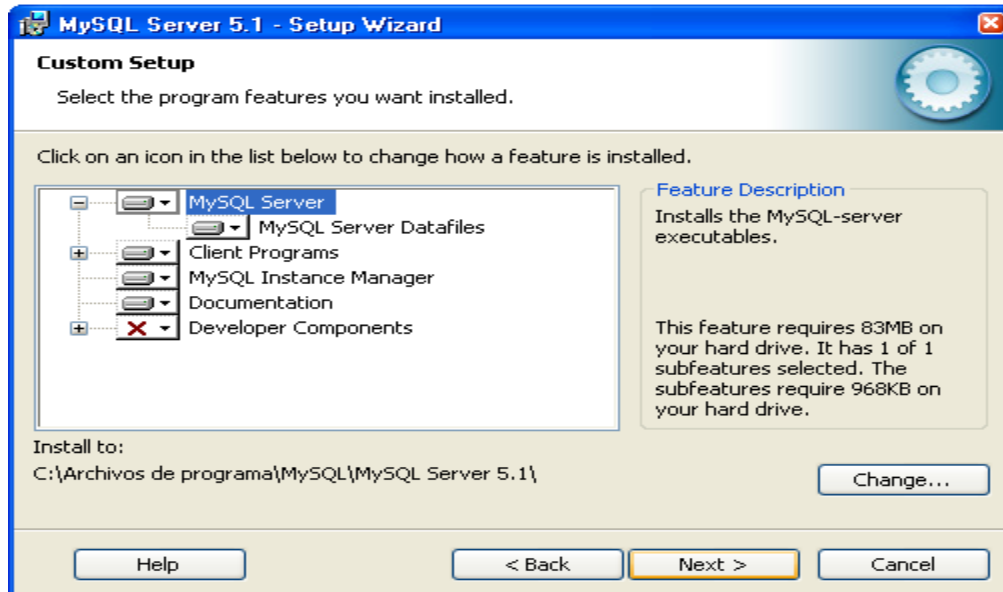 MySQL Server 5.1 - Setup Wizard
Custom Setup
Select the program features you want installed.
Click on an icon in the list below to change how a feature is installed.
MySQL Server
MySQL Server Datafiles
Client Programs
MySQL Instance Manager
Documentation
Developer Components
Feature Description
Installs the MySQL-server
executables.
This feature requires 83MB on
your hard drive. It has 1 of 1
subfeatures selected. The
subfeatures require 968KB on
your hard drive.
Install to:
C:\Archivos de programa\MySQL\MySQL Server 5.1\
Change...
Help
< Back
Next >
Cancel